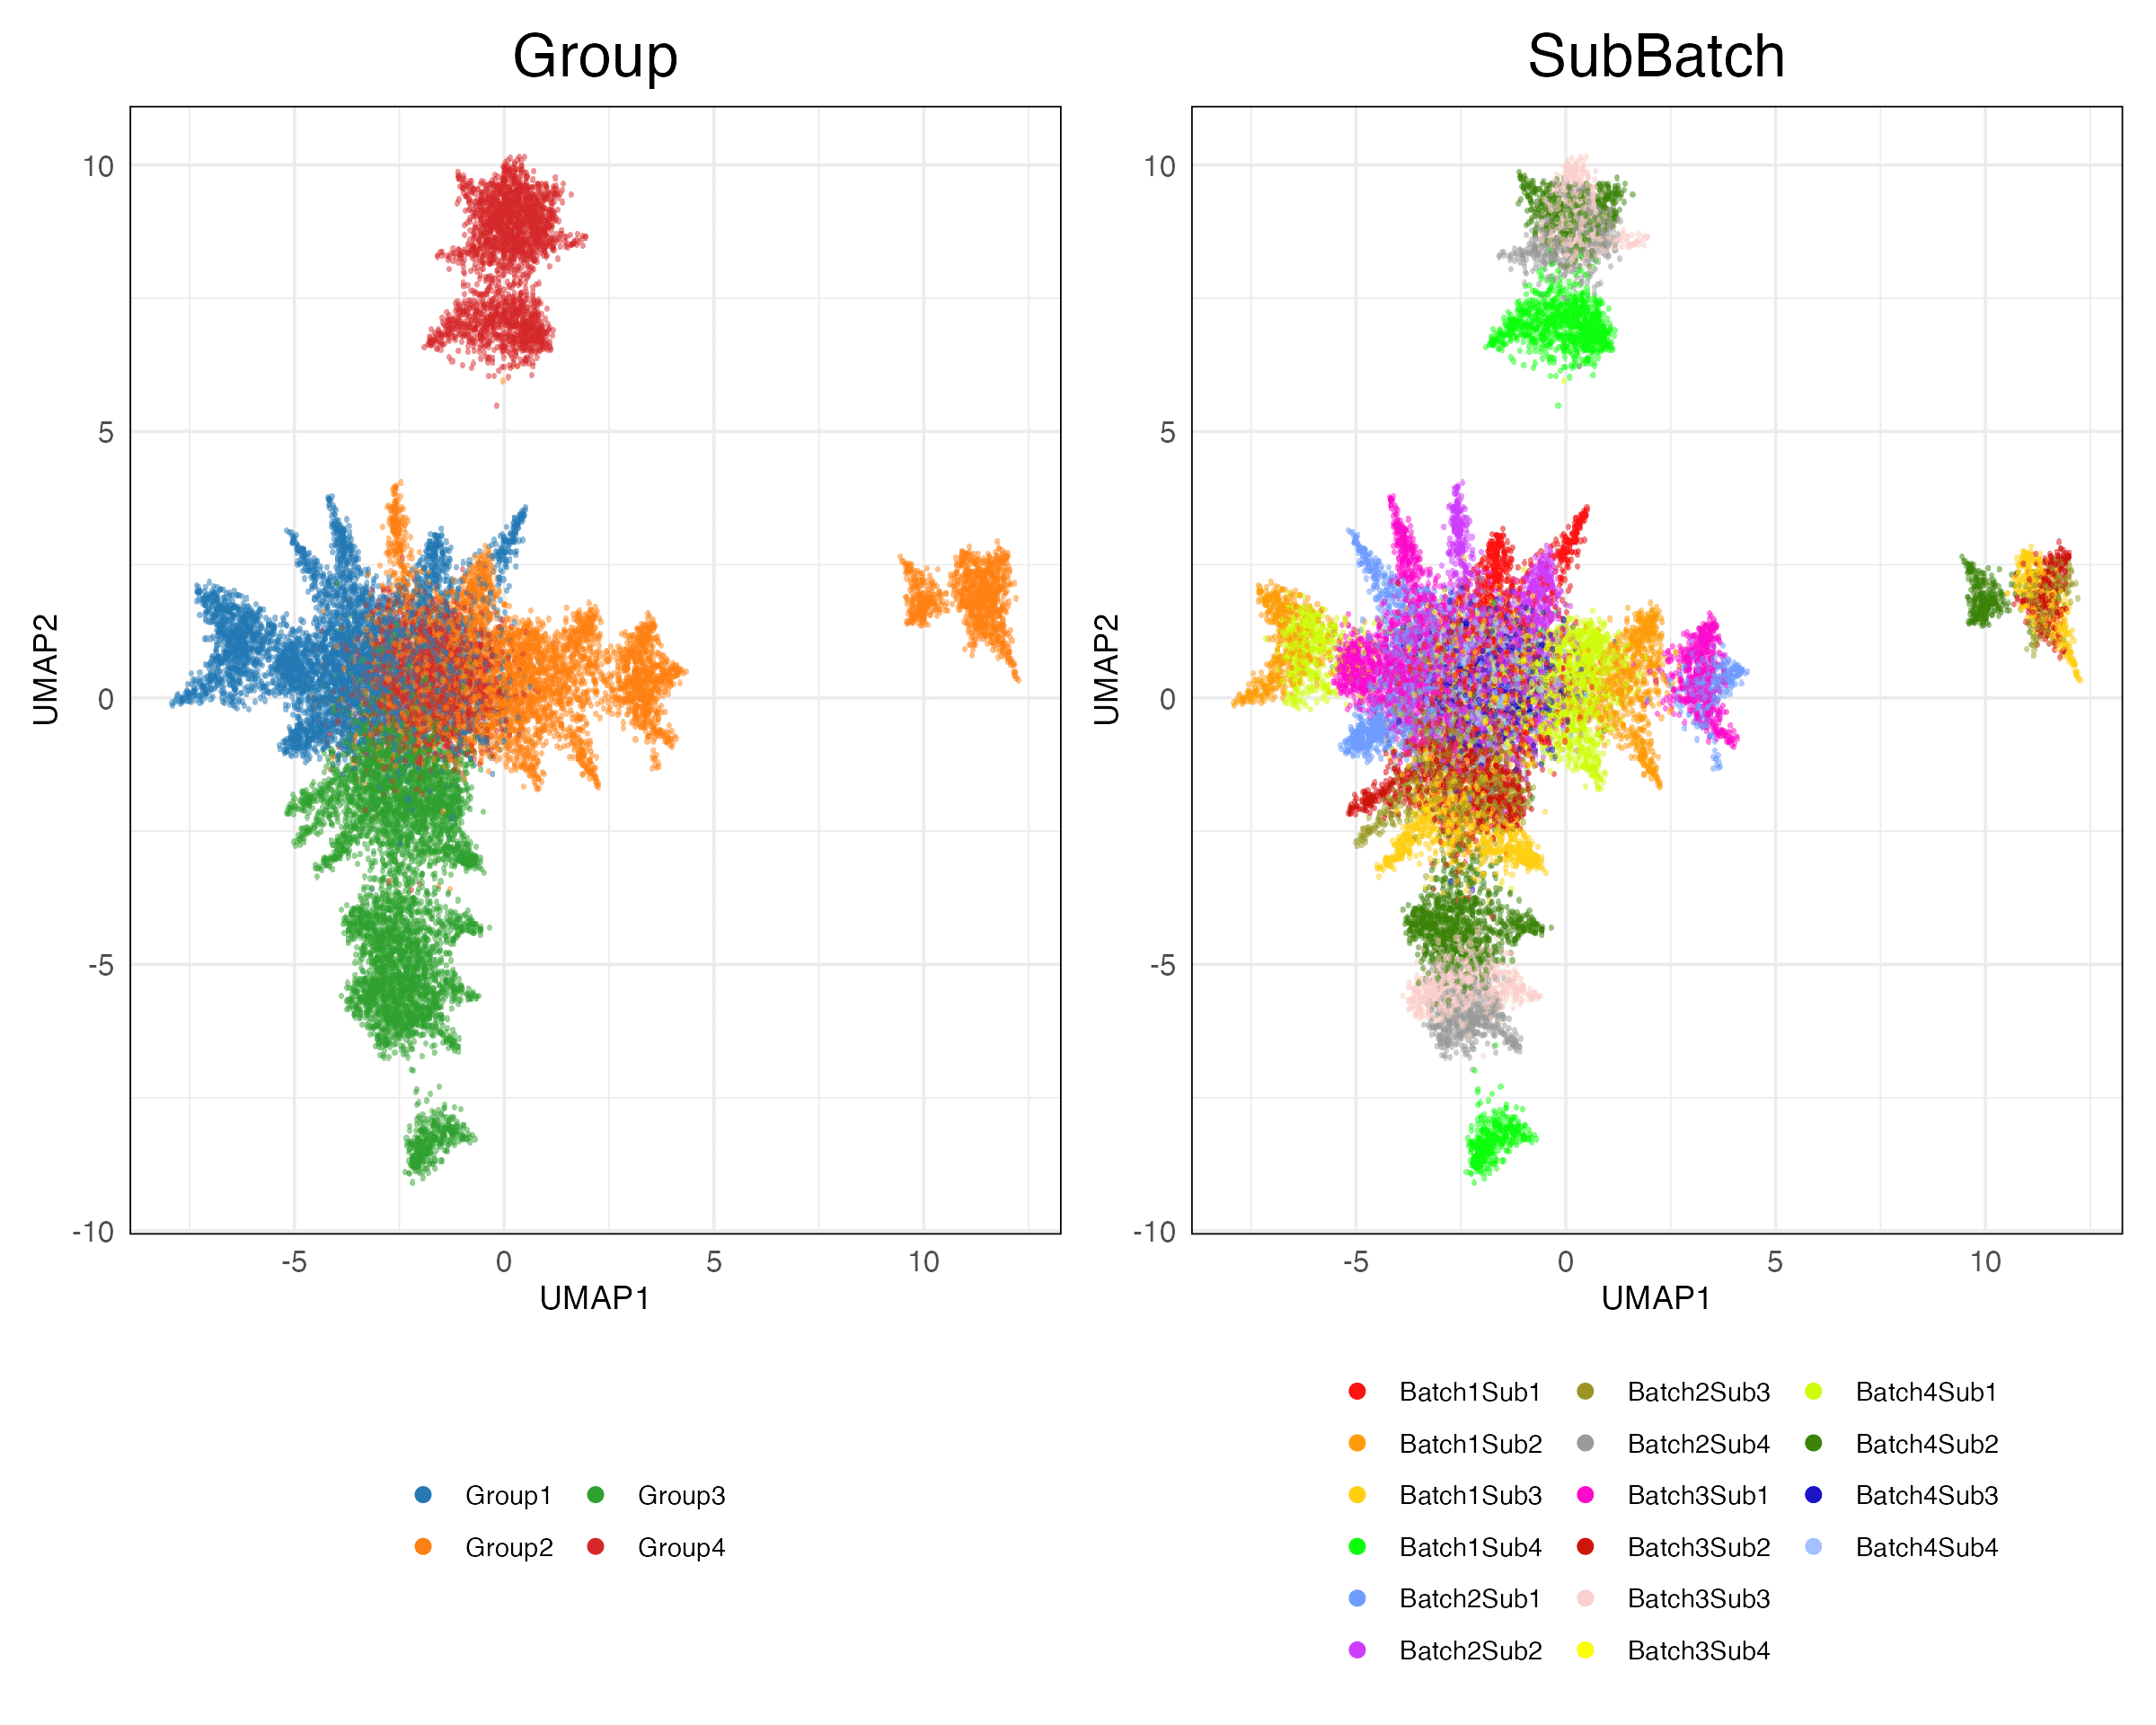 Group
SubBatch
10
5
0
-5
-10
UMAP2
-5
0
5
10
UMAP1
10
5
0
-5
-10
UMAP2
-5
0
5
10
UMAP1
Group1
Group3
Group2
Group4
Batch1Sub1
Batch2Sub3
Batch4Sub1
Batch1Sub2
Batch2Sub4
Batch4Sub2
Batch1Sub3
Batch3Sub1
Batch4Sub3
Batch1Sub4
Batch3Sub2
Batch4Sub4
Batch2Sub1
Batch3Sub3
Batch2Sub2
Batch3Sub4